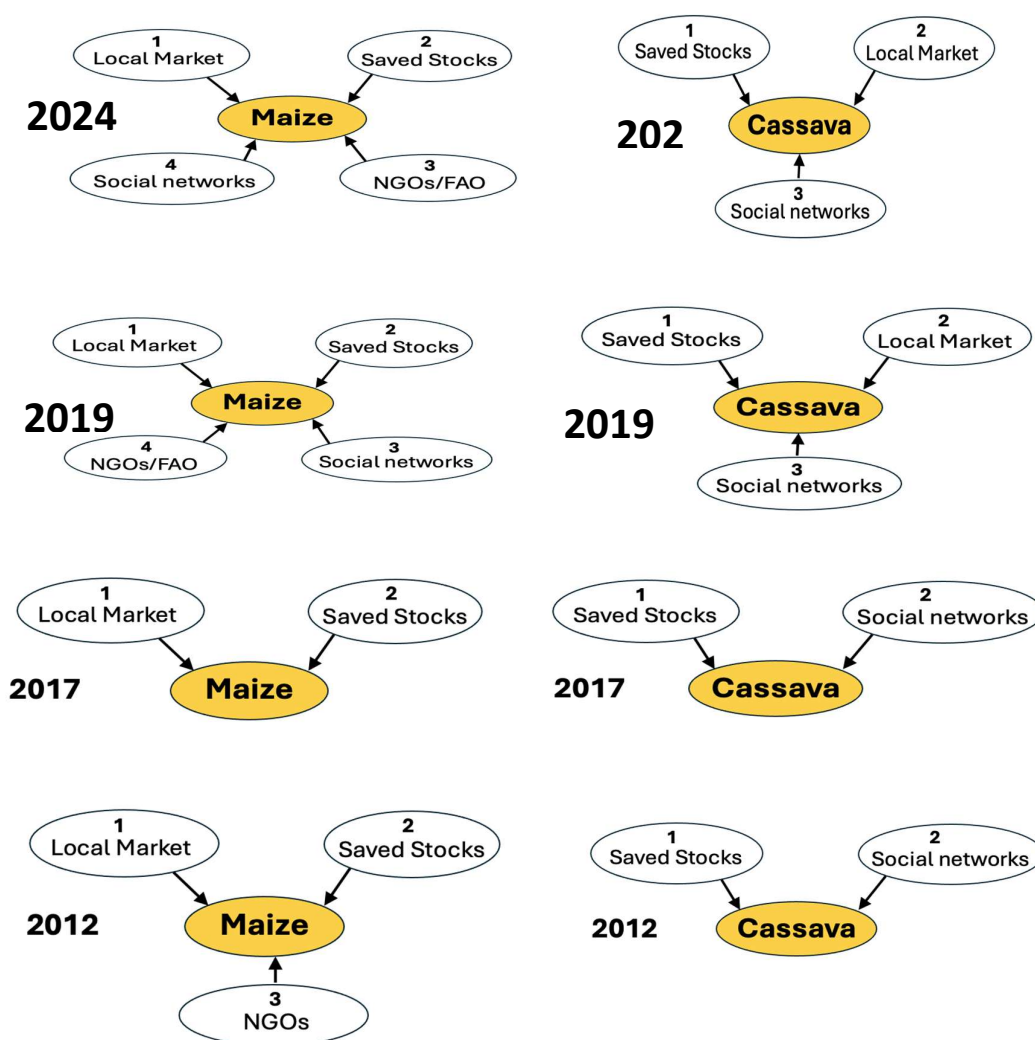 1
Local Market
2
Saved Stocks
2024
Maize
4
Social networks
3
NGOs/FAO
1
Saved Stocks
2
Local Market
202
Cassava
3
Social networks
1
Local Market
2
Saved Stocks
2019
Maize
4
NGOs/FAO
3
Social networks
1
Saved Stocks
2
Local Market
2019
Cassava
3
Social networks
1
Local Market
2
Saved Stocks
2017
Maize
1
Saved Stocks
2
Social networks
2017
Cassava
1
Local Market
2
Saved Stocks
2012
Maize
3
NGOs
1
Saved Stocks
2
Social networks
2012
Cassava